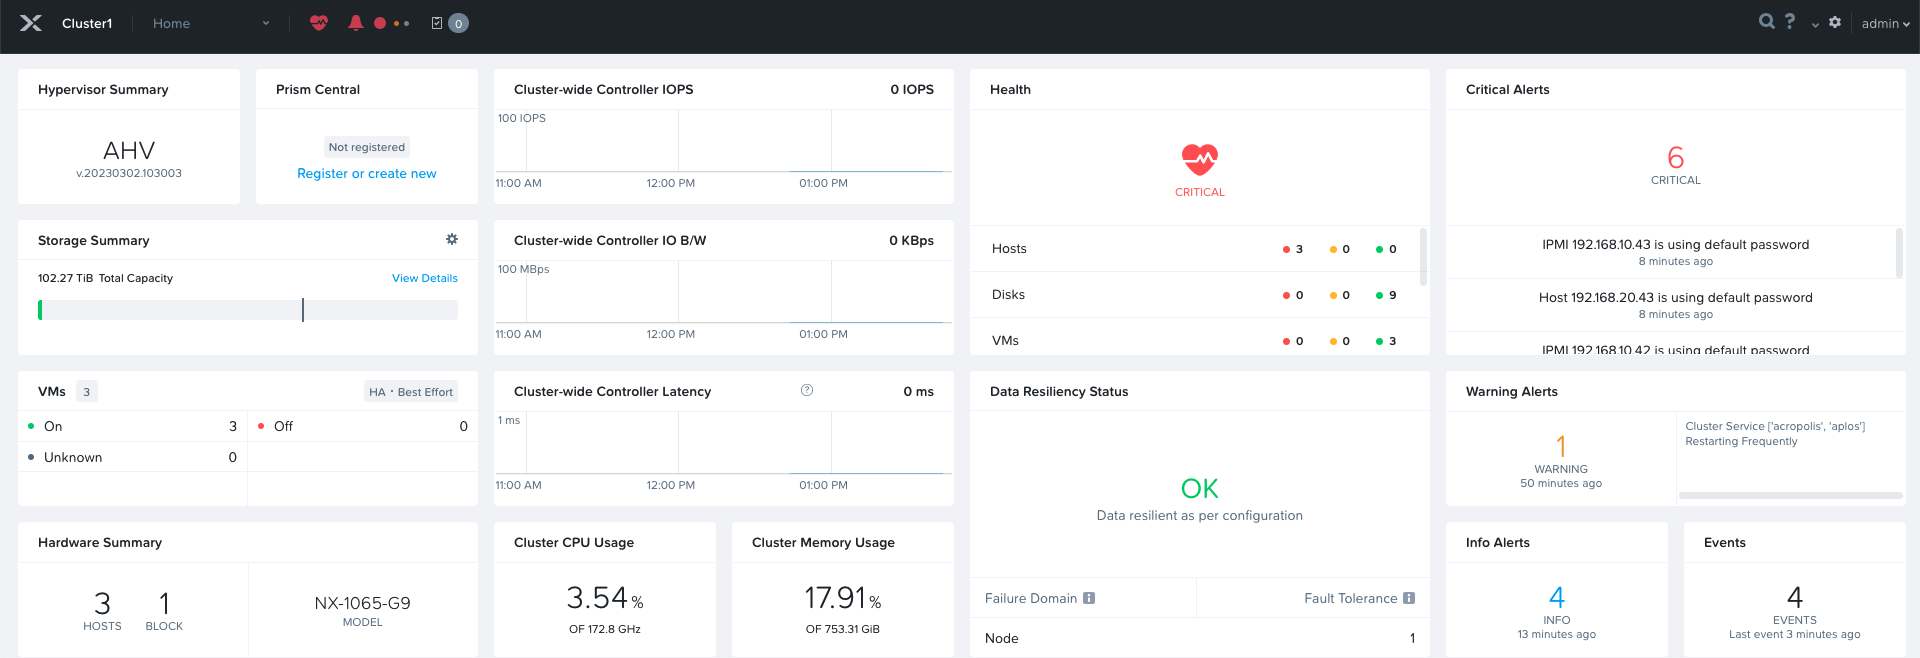 Cluster1
Home
0
?
admin
Hypervisor Summary
AHV
v.20230302.103003
Prism Central
Not registered
Register or create new
Storage Summary
102.27 TiB Total Capacity
View Details
VMs 3
HA · Best Effort
On 3
Off 0
Unknown 0
Hardware Summary
3
HOSTS
1
BLOCK
NX-1065-G9
MODEL
Cluster-wide Controller IOPS
0 IOPS
100 IOPS
11:00 AM 12:00 PM 01:00 PM
Cluster-wide Controller IO B/W
0 KBps
100 MBps
11:00 AM 12:00 PM 01:00 PM
Cluster-wide Controller Latency
?
0 ms
1 ms
11:00 AM 12:00 PM 01:00 PM
Cluster CPU Usage
3.54 %
OF 172.8 GHz
Cluster Memory Usage
17.91 %
OF 753.31 GiB
Health
CRITICAL
Hosts 3 0 0
Disks 0 0 9
VMs 0 0 3
Data Resiliency Status
OK
Data resilient as per configuration
Failure Domain i
Fault Tolerance i
Node 1
Critical Alerts
6
CRITICAL
IPMI 192.168.10.43 is using default password
8 minutes ago
Host 192.168.20.43 is using default password
8 minutes ago
IPMI 192.168.10.42 is using default password
Warning Alerts
1
WARNING
50 minutes ago
Cluster Service ['acropolis', 'aplos']
Restarting Frequently
Info Alerts
4
INFO
13 minutes ago
Events
4
EVENTS
Last event 3 minutes ago